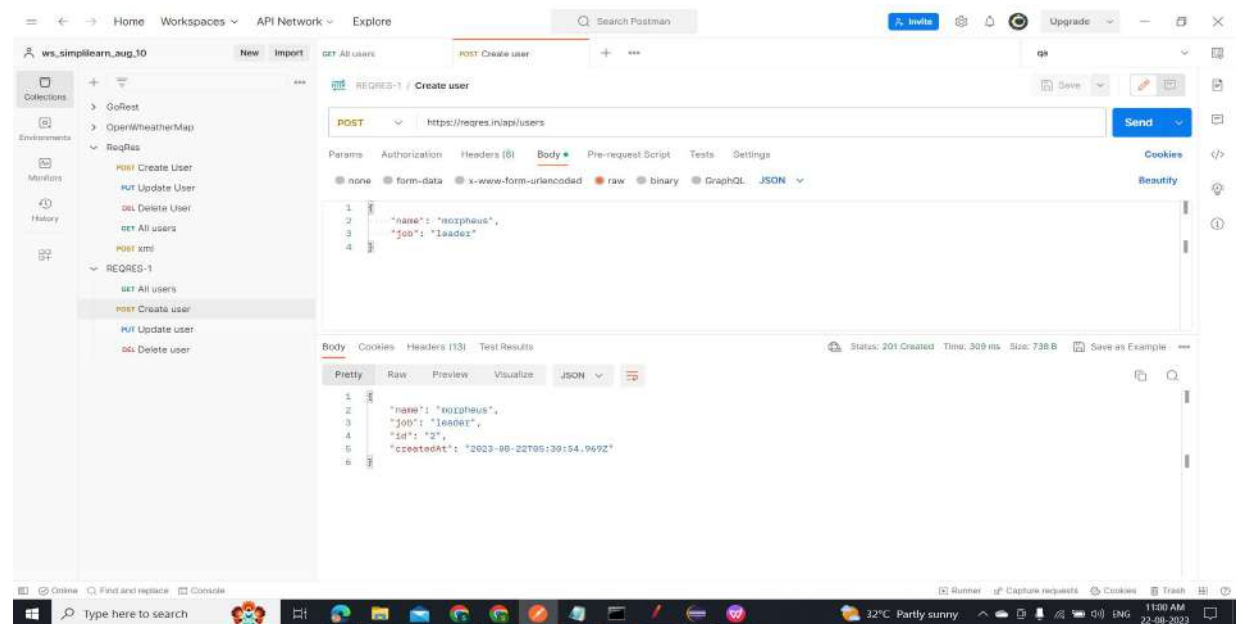 Home Workspaces API Network Explore Search Postman Invite Upgrade
ws_simplilearn_aug_10 New Import GET All users POST Create user qa
Collections
Environments
Monitors
History
GoRest
OpenWheatherMap
ReqRes
POST Create User
PUT Update User
DEL Delete User
GET All users
POST xml
REQRES-1
GET All users
POST Create user
PUT Update user
DEL Delete user
REQRES-1 / Create user Save
POST https://reqres.in/api/users Send
Params Authorization Headers (8) Body Pre-request Script Tests Settings Cookies
none form-data x-www-form-urlencoded raw binary GraphQL JSON Beautify
1 {
2 "name": "morpheus",
3 "job": "leader"
4 }
Body Cookies Headers (13) Test Results Status: 201 Created Time: 309 ms Size: 738 B Save as Example
Pretty Raw Preview Visualize JSON
1 {
2 "name": "morpheus",
3 "job": "leader",
4 "id": "2",
5 "createdAt": "2023-08-22T05:30:54.969Z"
6 }
Online Find and replace Console Runner Capture requests Cookies Trash
Type here to search 32°C Partly sunny ENG 11:00 AM
22-08-2023